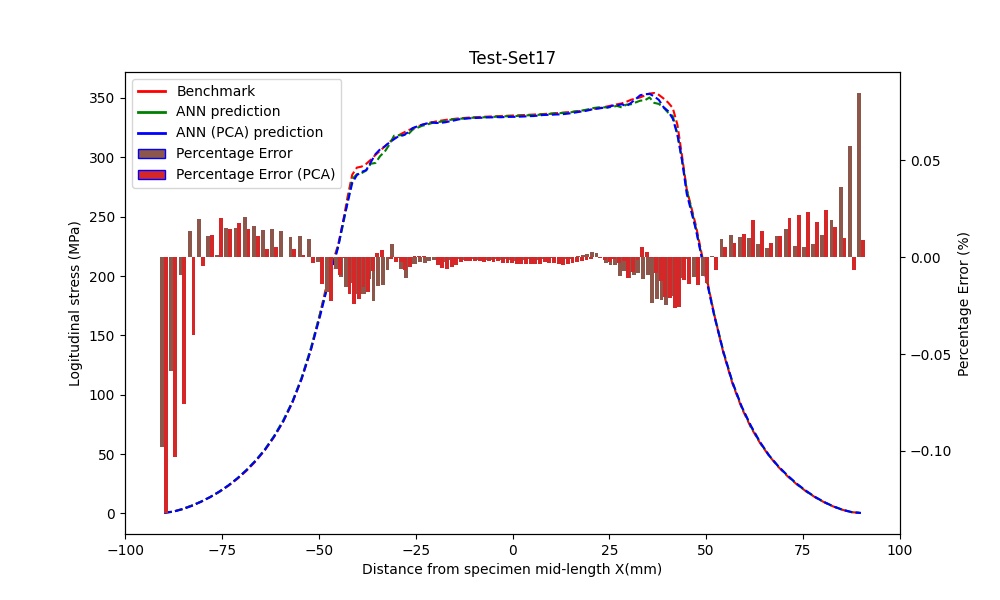 Test-Set17
Benchmark
ANN prediction
ANN (PCA) prediction
Percentage Error
Percentage Error (PCA)
350
300
250
200
150
100
50
0
Logitudinal stress (MPa)
0.05
0.00
−0.05
−0.10
Percentage Error (%)
−100 −75 −50 −25 0 25 50 75 100
Distance from specimen mid-length X(mm)